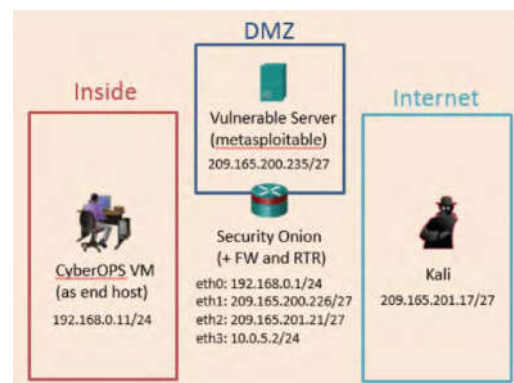 DMZ
Inside
Internet
Vulnerable Server
(metasploitable)
209.165.200.235/27
CyberOPS VM
(as end host)
192.168.0.11/24
Security Onion
(+ FW and RTR)
eth0: 192.168.0.1/24
eth1: 209.165.200.226/27
eth2: 209.165.201.21/27
eth3: 10.0.5.2/24
Kali
209.165.201.17/27